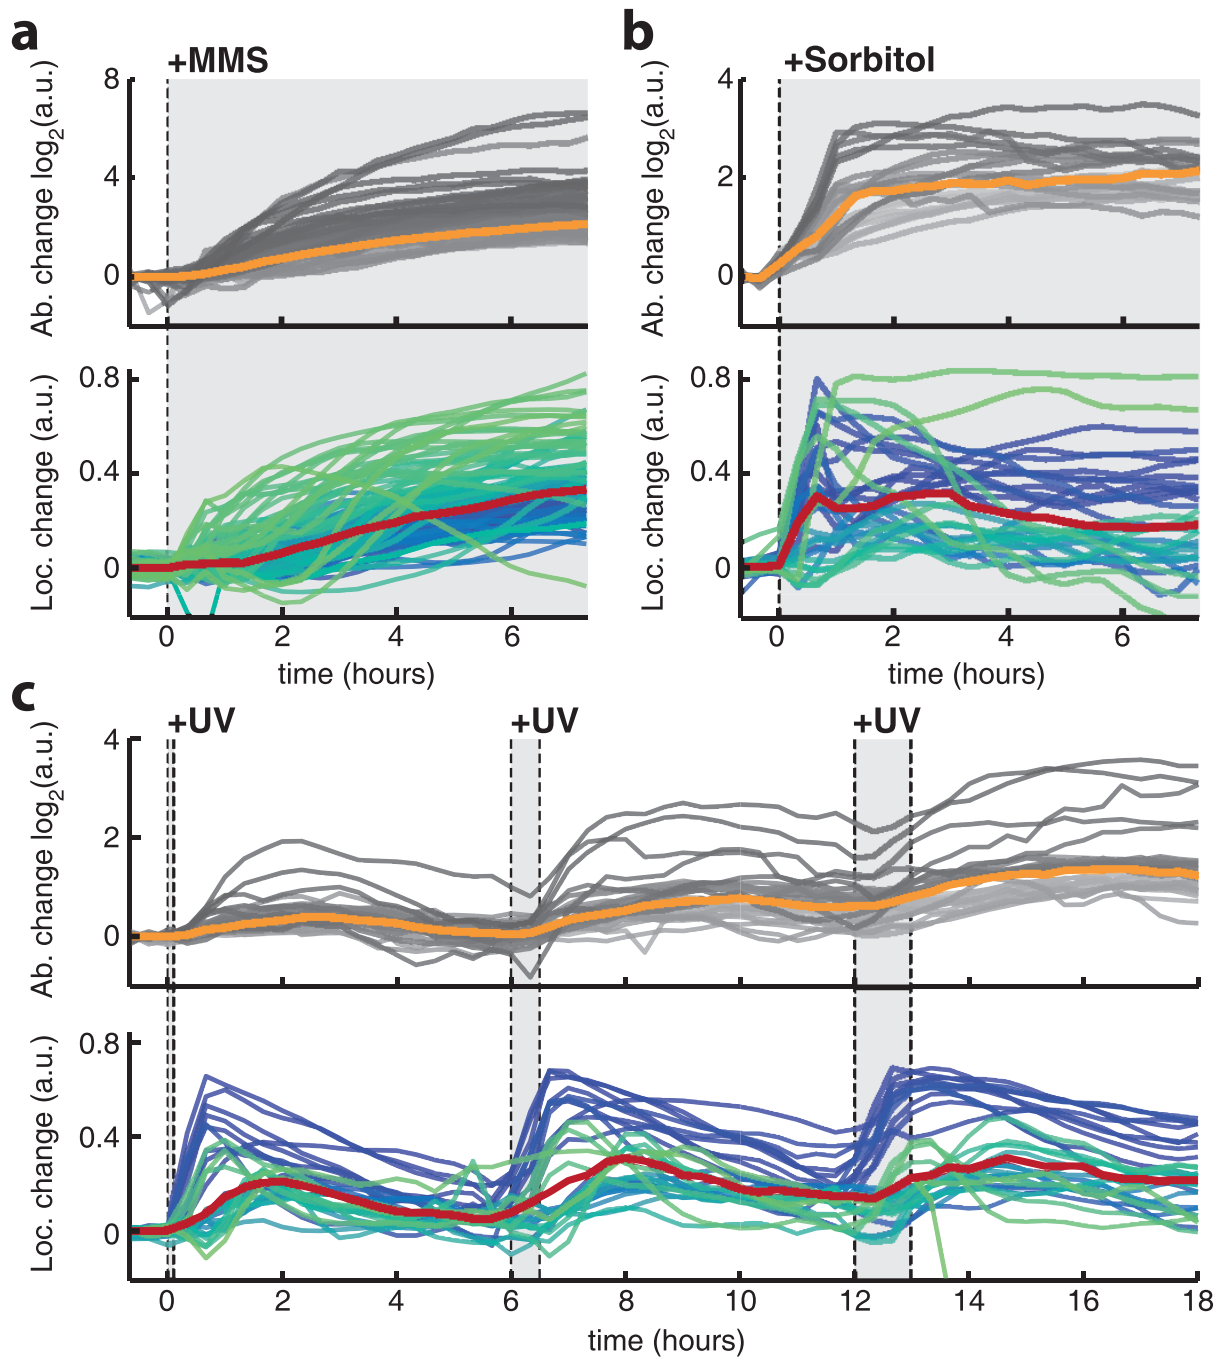 a
+MMS
Ab. change log2(a.u.)
8
4
0
Loc. change (a.u.)
0.8
0.4
0
0 2 4 6
time (hours)
b
+Sorbitol
Ab. change log2(a.u.)
4
2
0
Loc. change (a.u.)
0.8
0.4
0
0 2 4 6
time (hours)
c
+UV +UV +UV
Ab. change log2(a.u.)
4
2
0
Loc. change (a.u.)
0.8
0.4
0
0 2 4 6 8 10 12 14 16 18
time (hours)